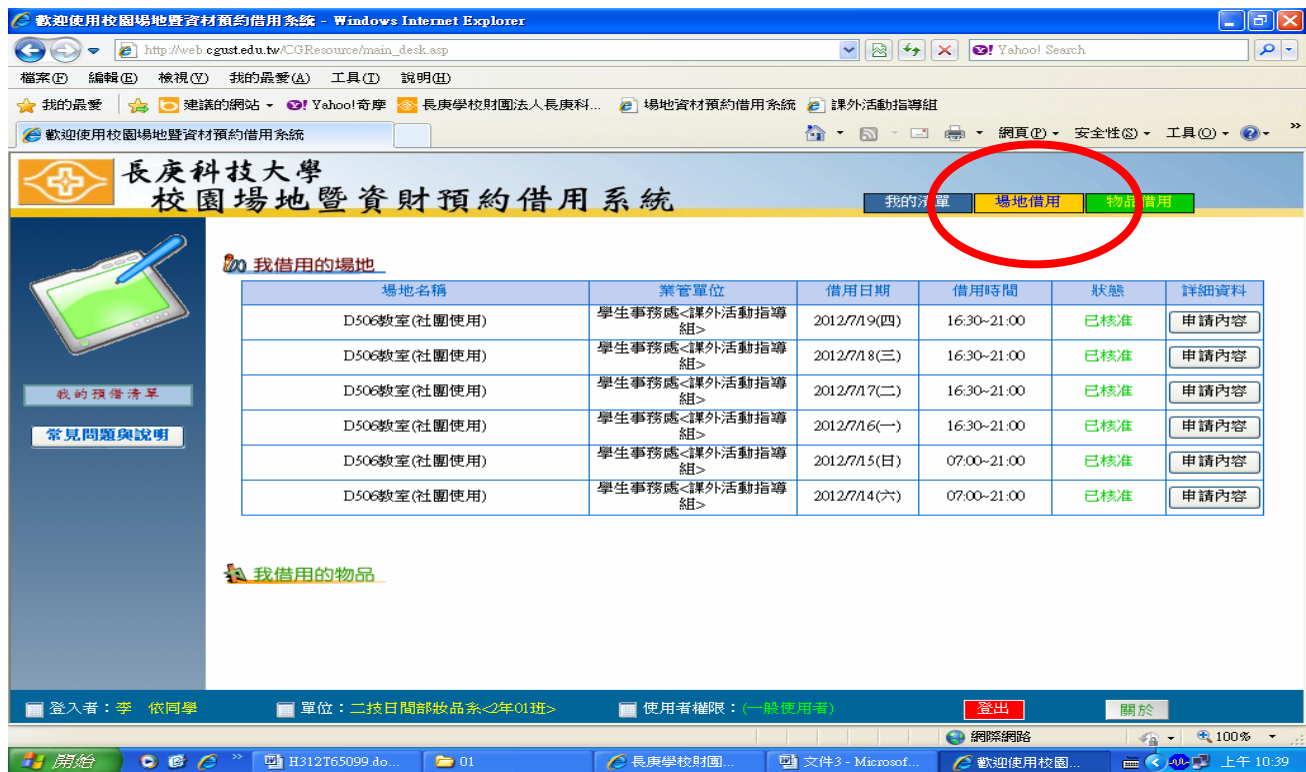 歡迎使用校園場地暨資材預約借用系統 - Windows Internet Explorer
http://web.cgust.edu.tw/CGResource/main_desk.asp
Yahoo! Search
檔案(F) 編輯(E) 檢視(V) 我的最愛(A) 工具(T) 說明(H)
我的最愛 建議的網站 Yahoo!奇摩 長庚學校財團法人長庚科... 場地資材預約借用系統 課外活動指導組
歡迎使用校園場地暨資材預約借用系統 網頁(P) 安全性(S) 工具(O) »
長庚科技大學
校園場地暨資財預約借用系統
我的清單 場地借用 物品借用
我借用的場地
場地名稱 業管單位 借用日期 借用時間 狀態 詳細資料
D506教室(社團使用) 學生事務處<課外活動指導組> 2012/7/19(四) 16:30~21:00 已核准 申請內容
D506教室(社團使用) 學生事務處<課外活動指導組> 2012/7/18(三) 16:30~21:00 已核准 申請內容
D506教室(社團使用) 學生事務處<課外活動指導組> 2012/7/17(二) 16:30~21:00 已核准 申請內容
D506教室(社團使用) 學生事務處<課外活動指導組> 2012/7/16(一) 16:30~21:00 已核准 申請內容
D506教室(社團使用) 學生事務處<課外活動指導組> 2012/7/15(日) 07:00~21:00 已核准 申請內容
D506教室(社團使用) 學生事務處<課外活動指導組> 2012/7/14(六) 07:00~21:00 已核准 申請內容
我的預借清單
常見問題與說明
我借用的物品
登入者：李 依同學 單位：二技日間部妝品系<2年01班> 使用者權限：(一般使用者) 登出 關於
網際網路 100%
開始 » H312T65099.do... 01 長庚學校財團... 文件3 - Microsof... 歡迎使用校園... 上午 10:39